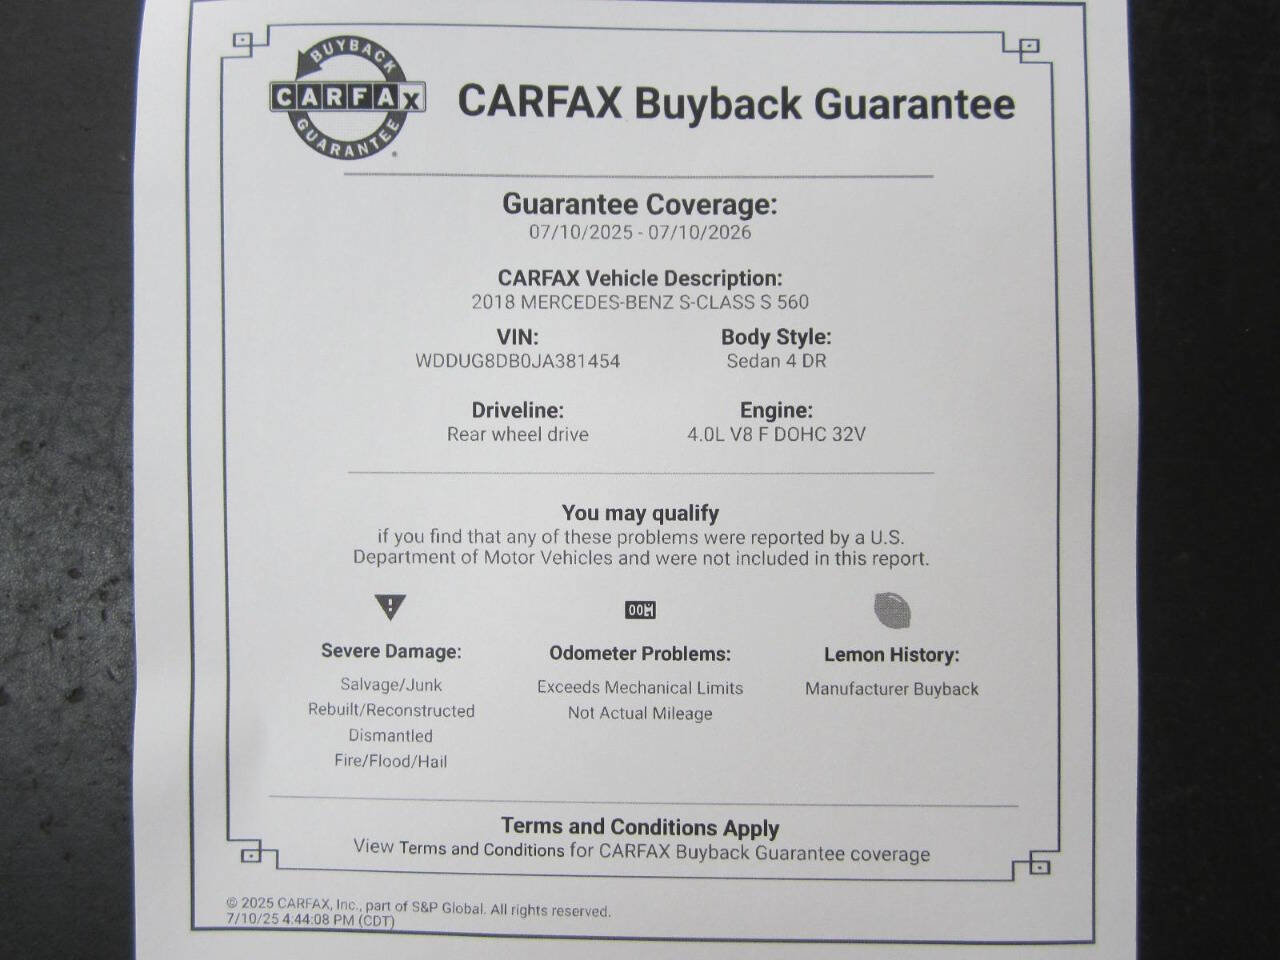 BUYBACK
CARFAX
GUARANTEE
CARFAX Buyback Guarantee
Guarantee Coverage:
07/10/2025 - 07/10/2026
CARFAX Vehicle Description:
2018 MERCEDES-BENZ S-CLASS S 560
VIN: Body Style:
WDDUG8DB0JA381454 Sedan 4 DR
Driveline: Engine:
Rear wheel drive 4.0L V8 F DOHC 32V
You may qualify
if you find that any of these problems were reported by a U.S.
Department of Motor Vehicles and were not included in this report.
Severe Damage:
Salvage/Junk
Rebuilt/Reconstructed
Dismantled
Fire/Flood/Hail
Odometer Problems:
Exceeds Mechanical Limits
Not Actual Mileage
Lemon History:
Manufacturer Buyback
Terms and Conditions Apply
View Terms and Conditions for CARFAX Buyback Guarantee coverage
© 2025 CARFAX, Inc., part of S&P Global. All rights reserved.
7/10/25 4:44:08 PM (CDT)